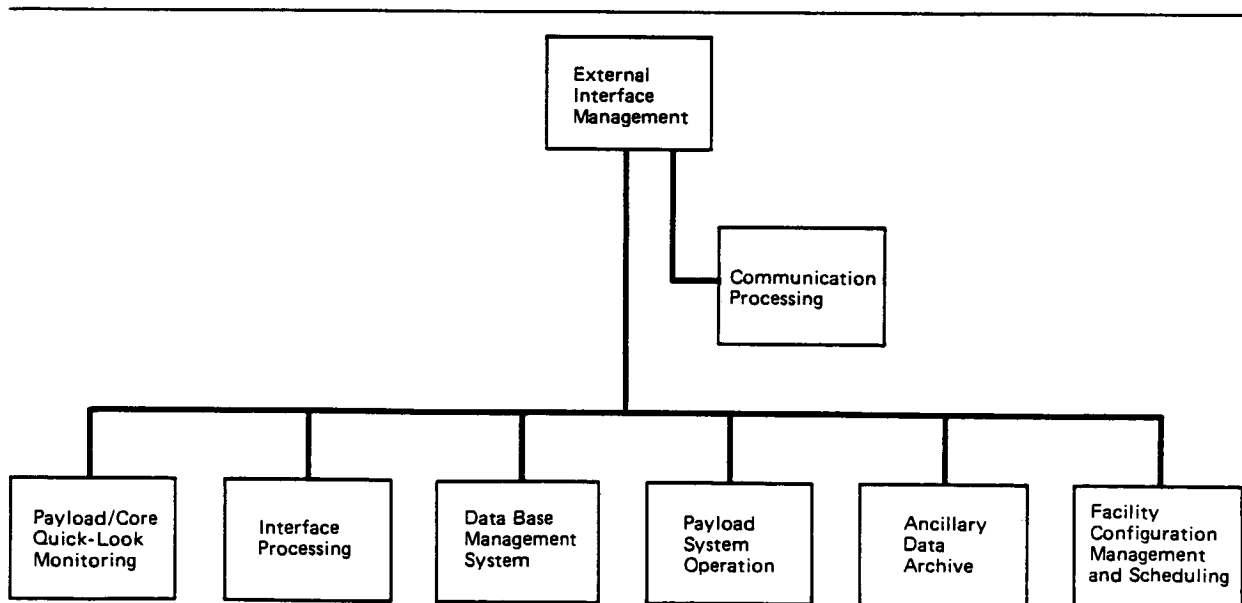 External
Interface
Management
Communication
Processing
Payload/Core
Quick-Look
Monitoring
Interface
Processing
Data Base
Management
System
Payload
System
Operation
Ancillary
Data
Archive
Facility
Configuration
Management
and Scheduling